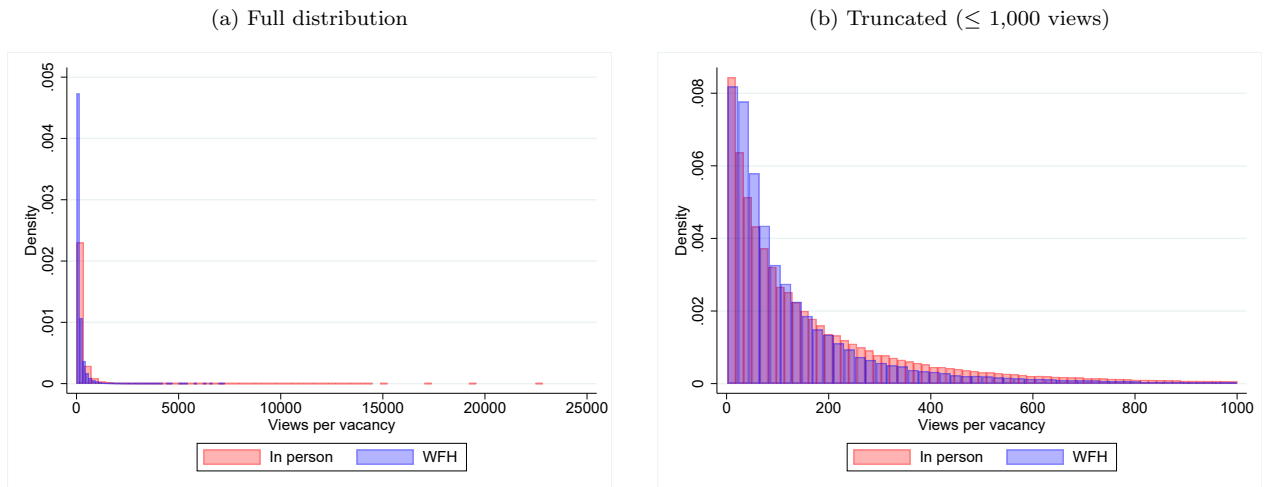 (a) Full distribution
.005
.004
.003
.002
.001
0
Density
0 5000 10000 15000 20000 25000
Views per vacancy
In person WFH
(b) Truncated (≤ 1,000 views)
.008
.006
.004
.002
0
Density
0 200 400 600 800 1000
Views per vacancy
In person WFH